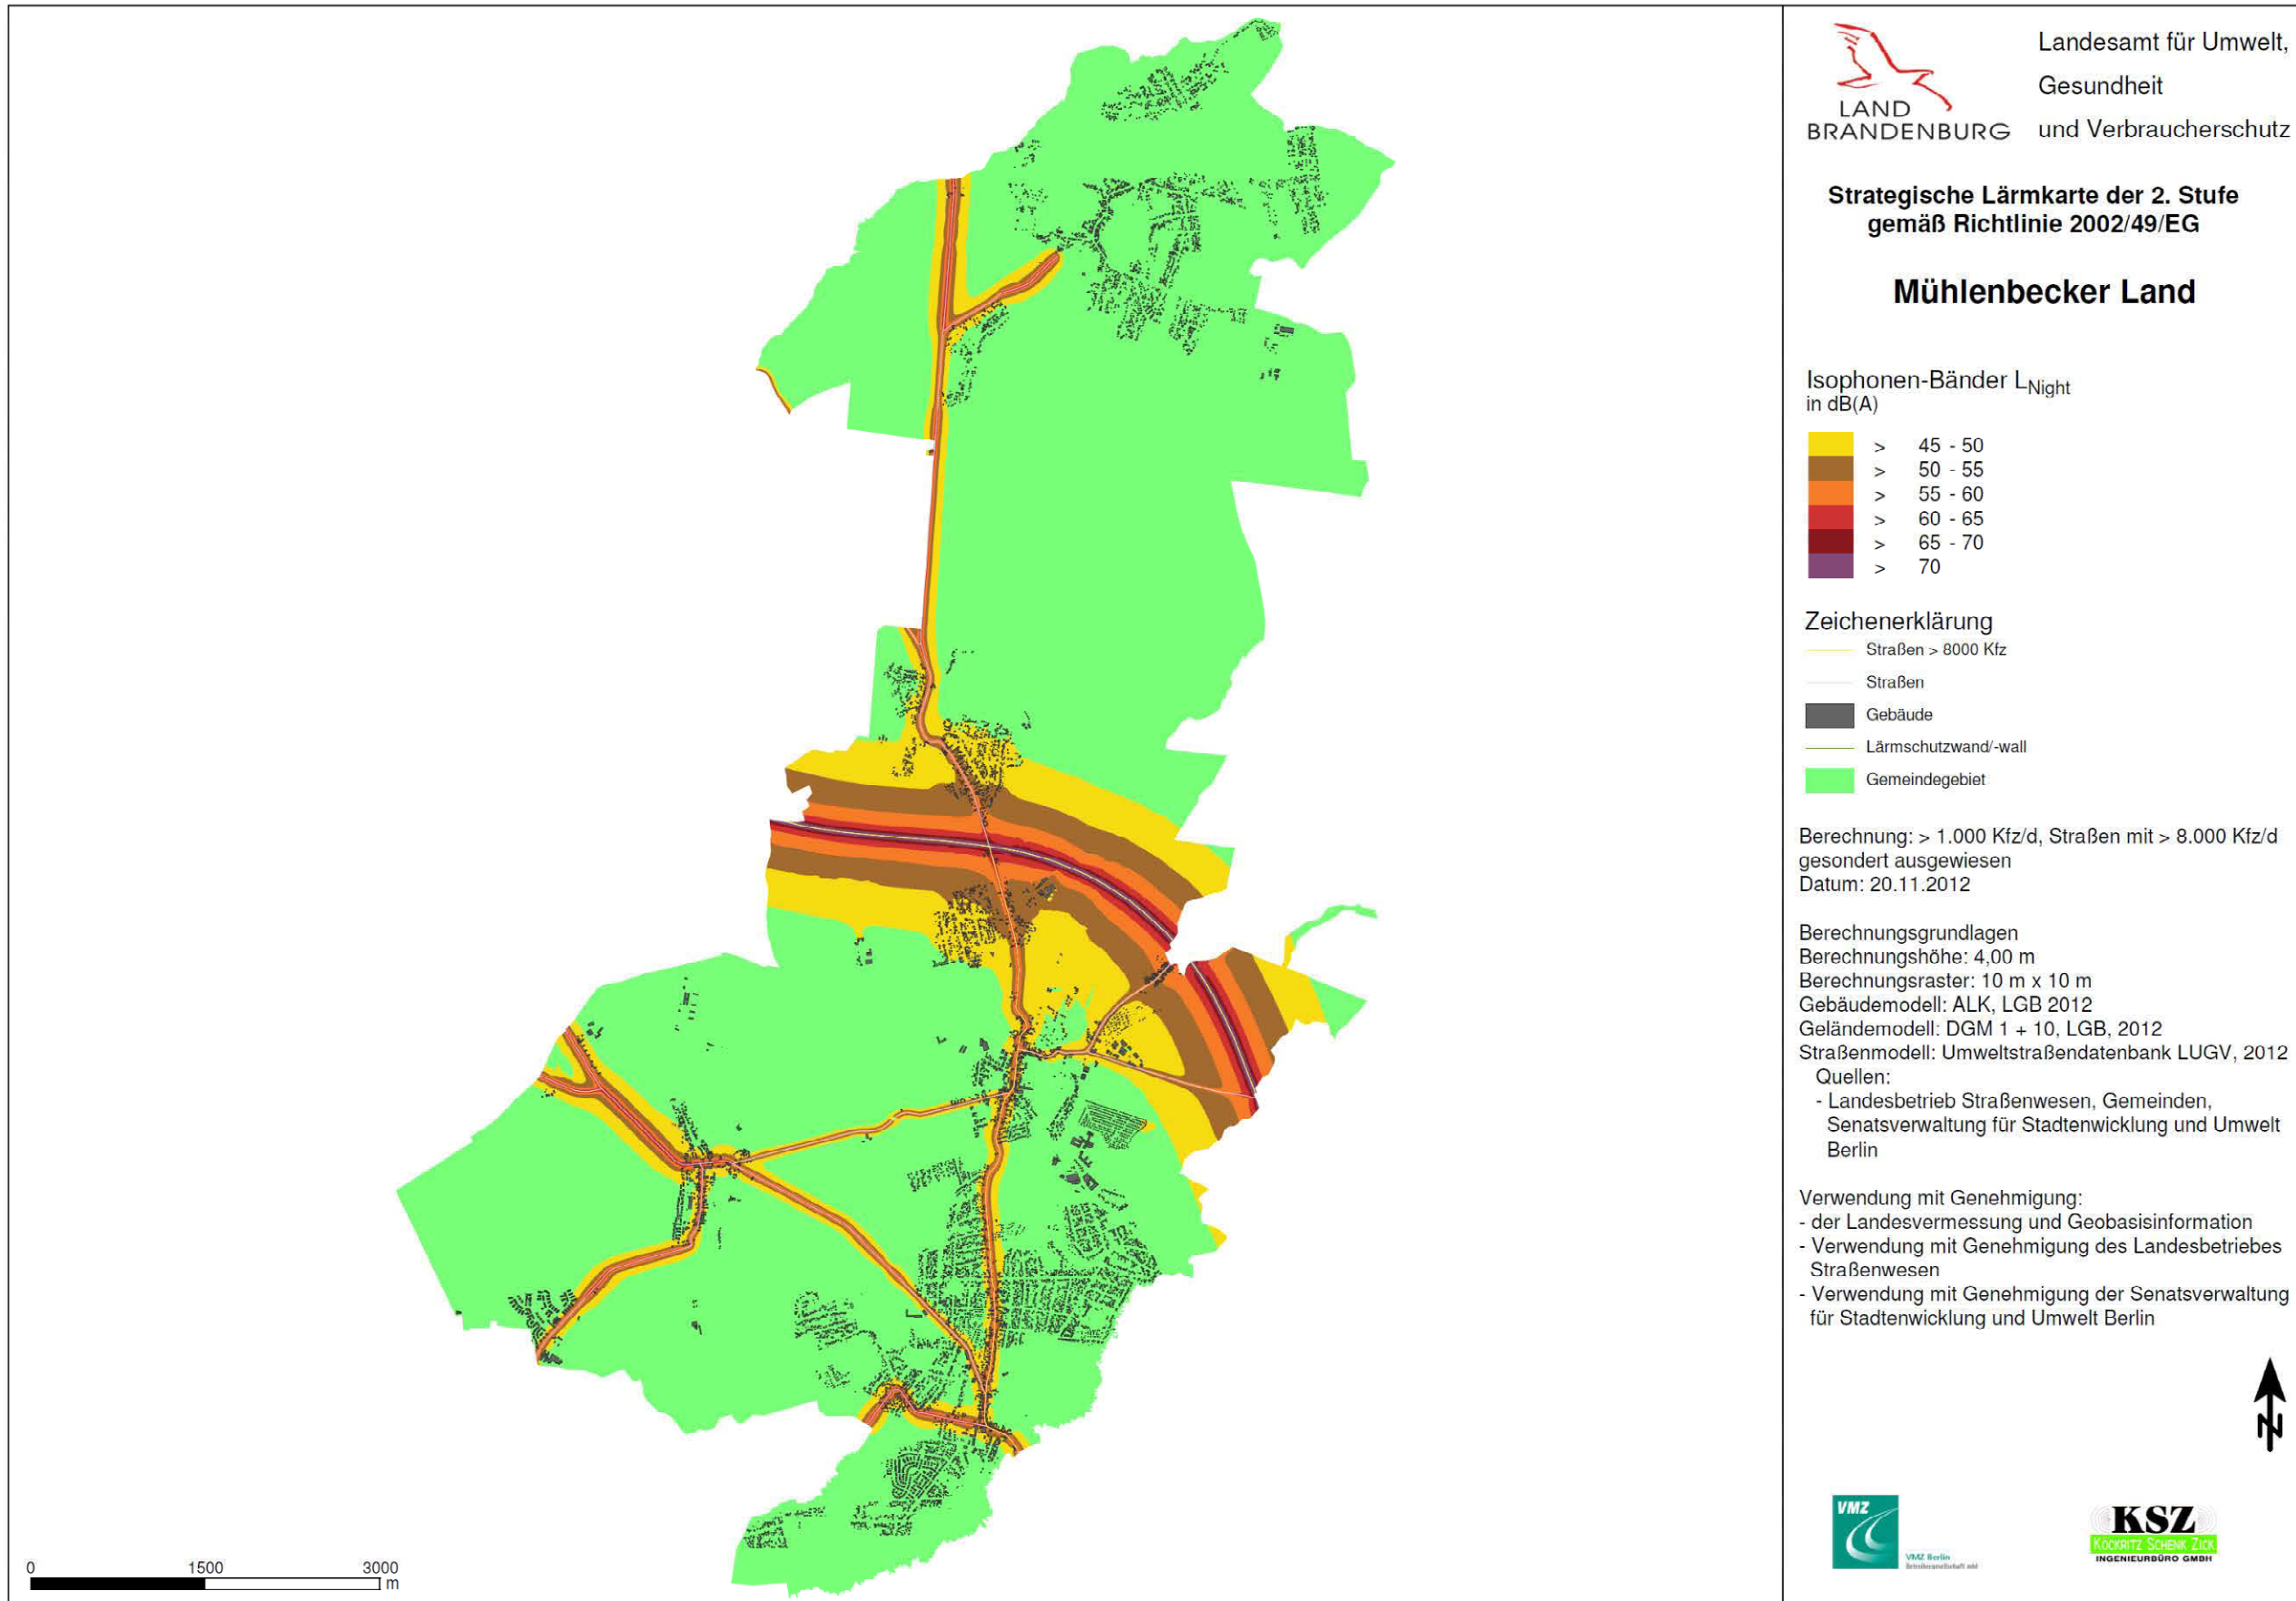 LAND
BRANDENBURG
Landesamt für Umwelt,
Gesundheit
und Verbraucherschutz
Strategische Lärmkarte der 2. Stufe
gemäß Richtlinie 2002/49/EG
Mühlenbecker Land
Isophonen-Bänder LNight
in dB(A)
> 45 - 50
> 50 - 55
> 55 - 60
> 60 - 65
> 65 - 70
> 70
Zeichenerklärung
Straßen > 8000 Kfz
Straßen
Gebäude
Lärmschutzwand/-wall
Gemeindegebiet
Berechnung: > 1.000 Kfz/d, Straßen mit > 8.000 Kfz/d
gesondert ausgewiesen
Datum: 20.11.2012
Berechnungsgrundlagen
Berechnungshöhe: 4,00 m
Berechnungsraster: 10 m x 10 m
Gebäudemodell: ALK, LGB 2012
Geländemodell: DGM 1 + 10, LGB, 2012
Straßenmodell: Umweltstraßendatenbank LUGV, 2012
Quellen:
- Landesbetrieb Straßenwesen, Gemeinden,
Senatsverwaltung für Stadtenwicklung und Umwelt
Berlin
Verwendung mit Genehmigung:
- der Landesvermessung und Geobasisinformation
- Verwendung mit Genehmigung des Landesbetriebes
Straßenwesen
- Verwendung mit Genehmigung der Senatsverwaltung
für Stadtenwicklung und Umwelt Berlin
N
VMZ
VMZ Berlin
Betreibergesellschaft mbH
KSZ
KÖCKRITZ SCHENK ZICK
INGENIEURBÜRO GMBH
0 1500 3000
m